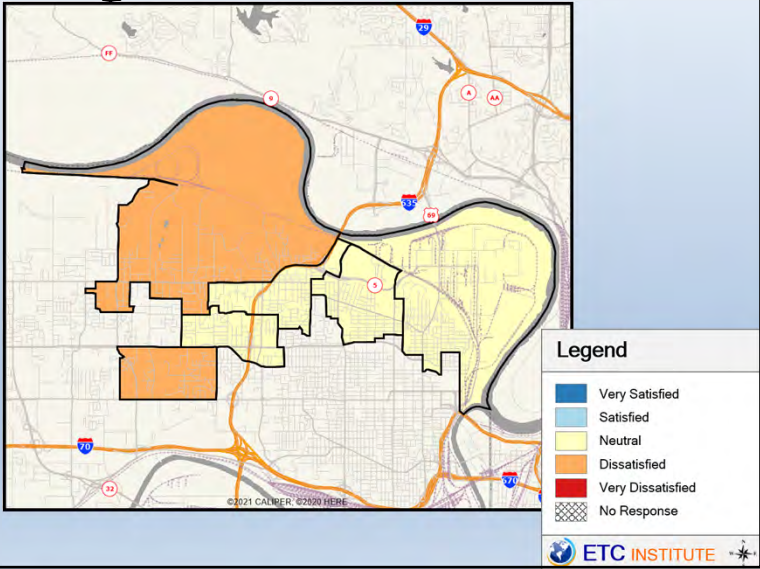 29
FF
A
AA
9
635
69
5
Legend
Very Satisfied
Satisfied
Neutral
Dissatisfied
Very Dissatisfied
No Response
70
670
32
©2021 CALIPER; ©2020 HERE
ETC INSTITUTE